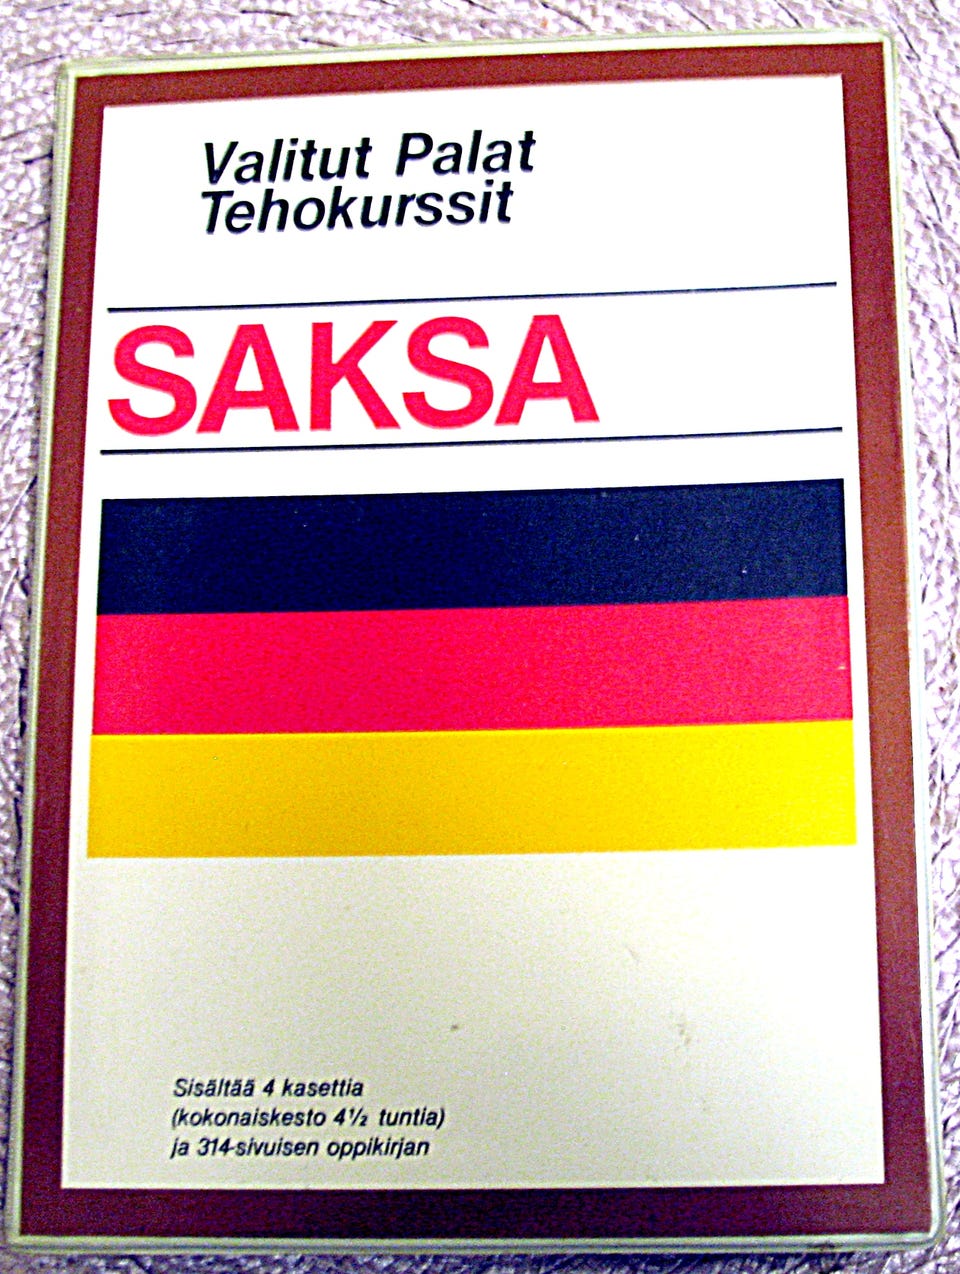 Valitut Palat
Tehokurssit
SAKSA
Sisältää 4 kasettia
(kokonaiskesto 4½ tuntia)
ja 314-sivuisen oppikirjan